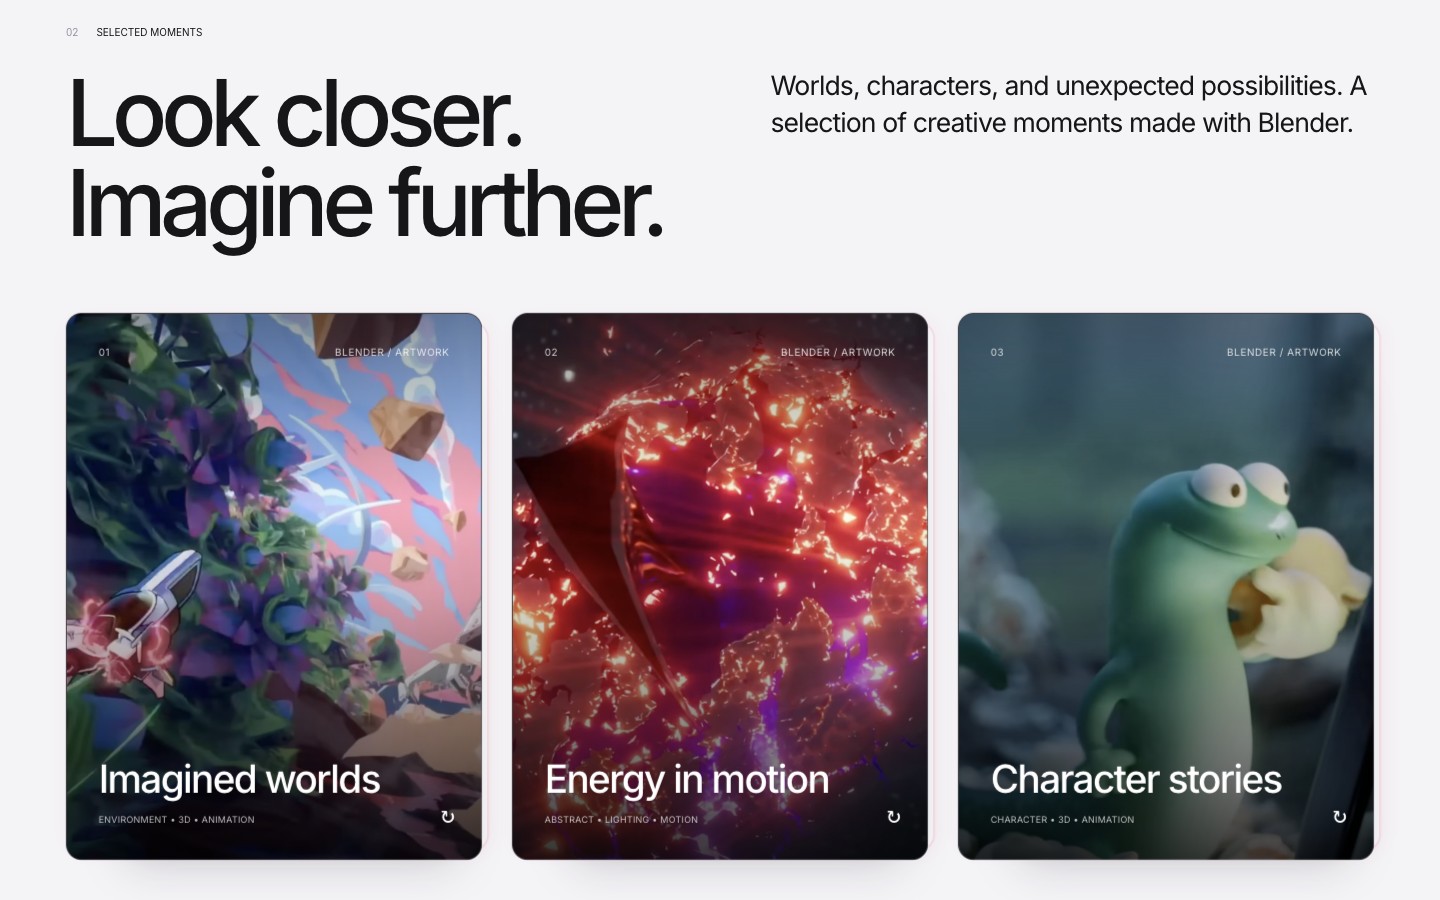 02 SELECTED MOMENTS
Look closer.
Imagine further.
Worlds, characters, and unexpected possibilities. A
selection of creative moments made with Blender.
01 BLENDER / ARTWORK
Imagined worlds
ENVIRONMENT • 3D • ANIMATION ↻
02 BLENDER / ARTWORK
Energy in motion
ABSTRACT • LIGHTING • MOTION ↻
03 BLENDER / ARTWORK
Character stories
CHARACTER • 3D • ANIMATION ↻